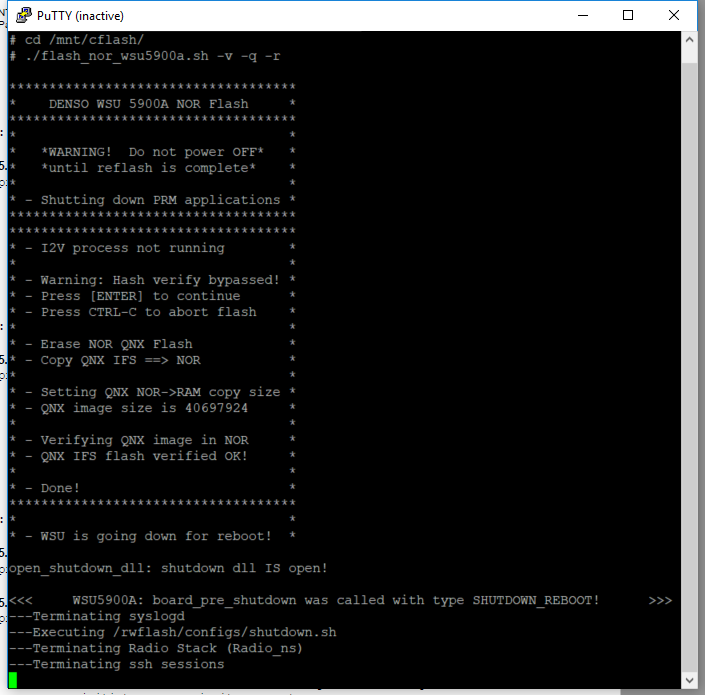 PuTTY (inactive)
# cd /mnt/cflash/
# ./flash_nor_wsu5900a.sh -v -q -r
************************************
*    DENSO WSU 5900A NOR Flash     *
************************************
*                                  *
*   *WARNING!  Do not power OFF*   *
*   *until reflash is complete*    *
*                                  *
* - Shutting down PRM applications *
************************************
************************************
* - I2V process not running        *
*                                  *
* - Warning: Hash verify bypassed! *
* - Press [ENTER] to continue      *
* - Press CTRL-C to abort flash    *
*                                  *
* - Erase NOR QNX Flash            *
* - Copy QNX IFS ==> NOR           *
*                                  *
* - Setting QNX NOR->RAM copy size *
* - QNX image size is 40697924     *
*                                  *
* - Verifying QNX image in NOR     *
* - QNX IFS flash verified OK!     *
*                                  *
* - Done!                          *
************************************
*                                  *
* - WSU is going down for reboot!  *
open_shutdown_dll: shutdown dll IS open!
<<<     WSU5900A: board_pre_shutdown was called with type SHUTDOWN_REBOOT!      >>>
---Terminating syslogd
---Executing /rwflash/configs/shutdown.sh
---Terminating Radio Stack (Radio_ns)
---Terminating ssh sessions